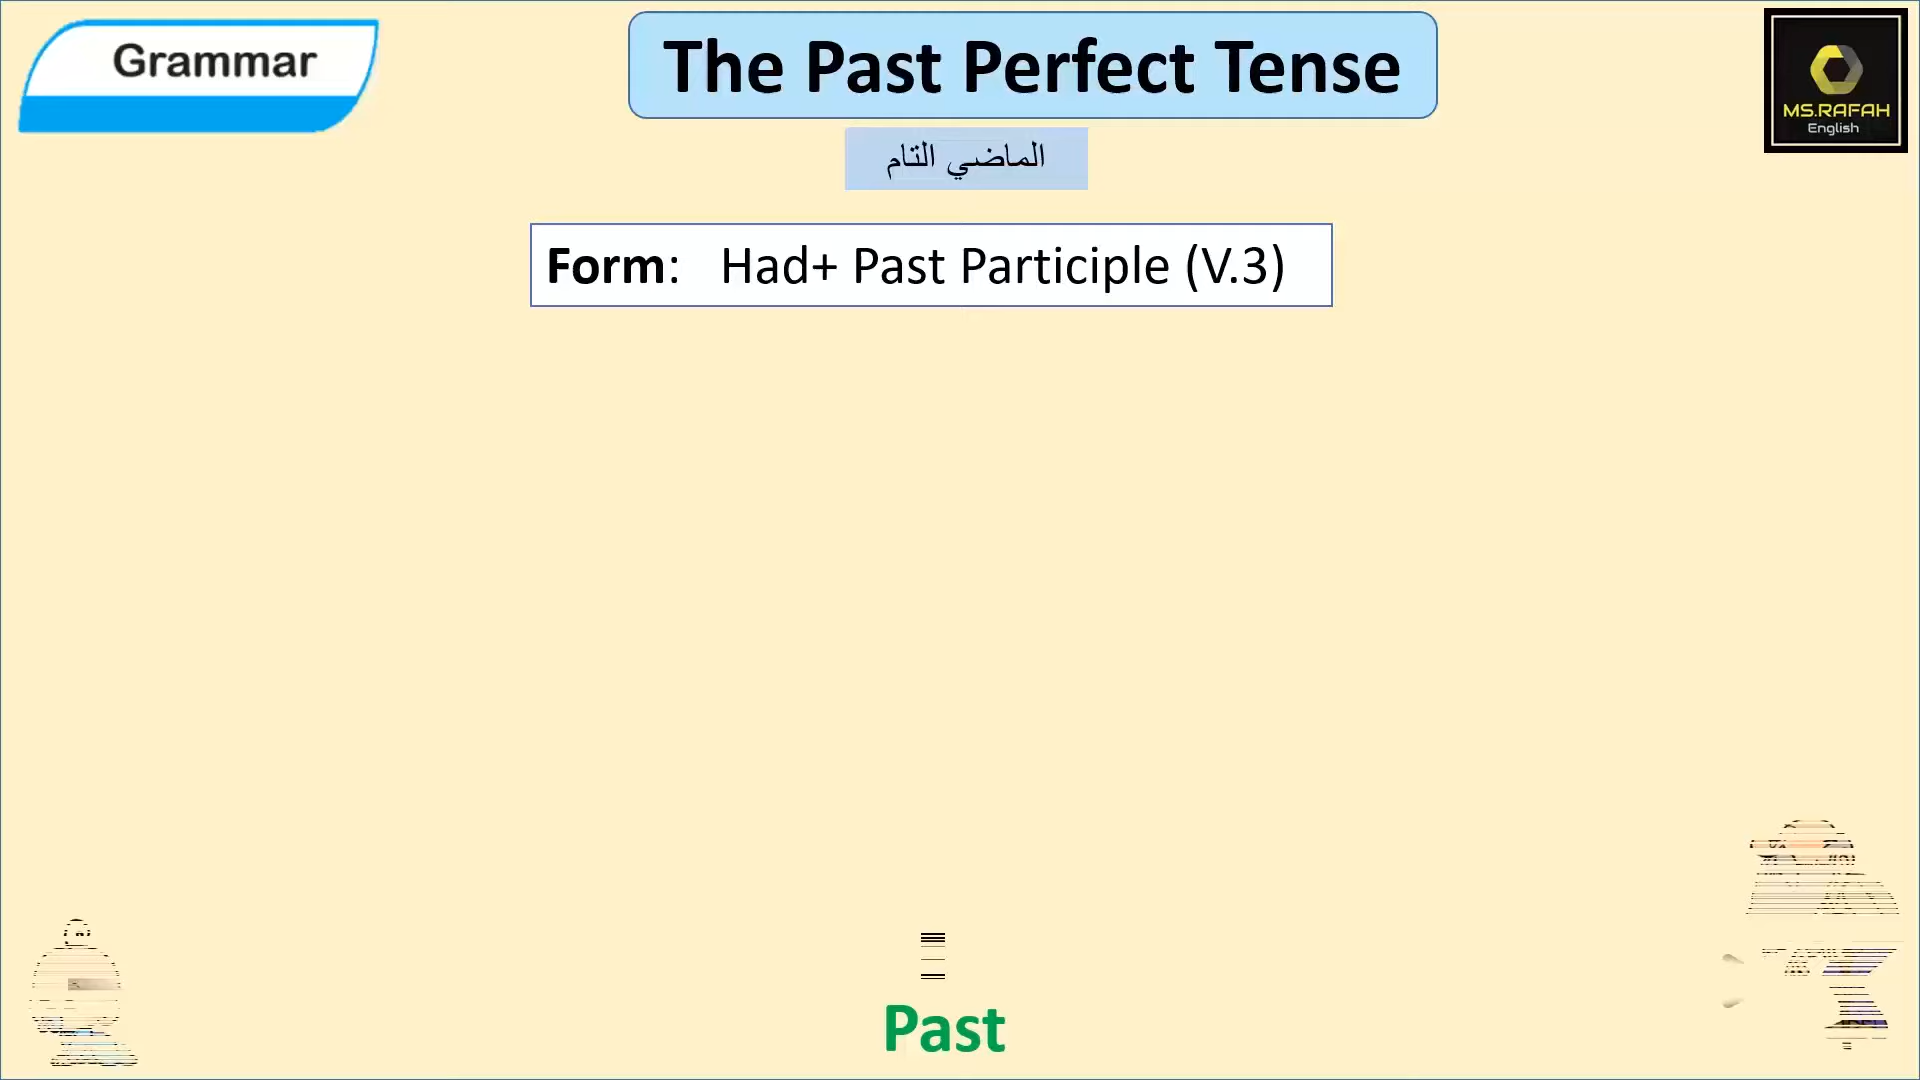 Grammar
The Past Perfect Tense
MS.RAFAH
English
الماضي التام
Form: Had+ Past Participle (V.3)
Past